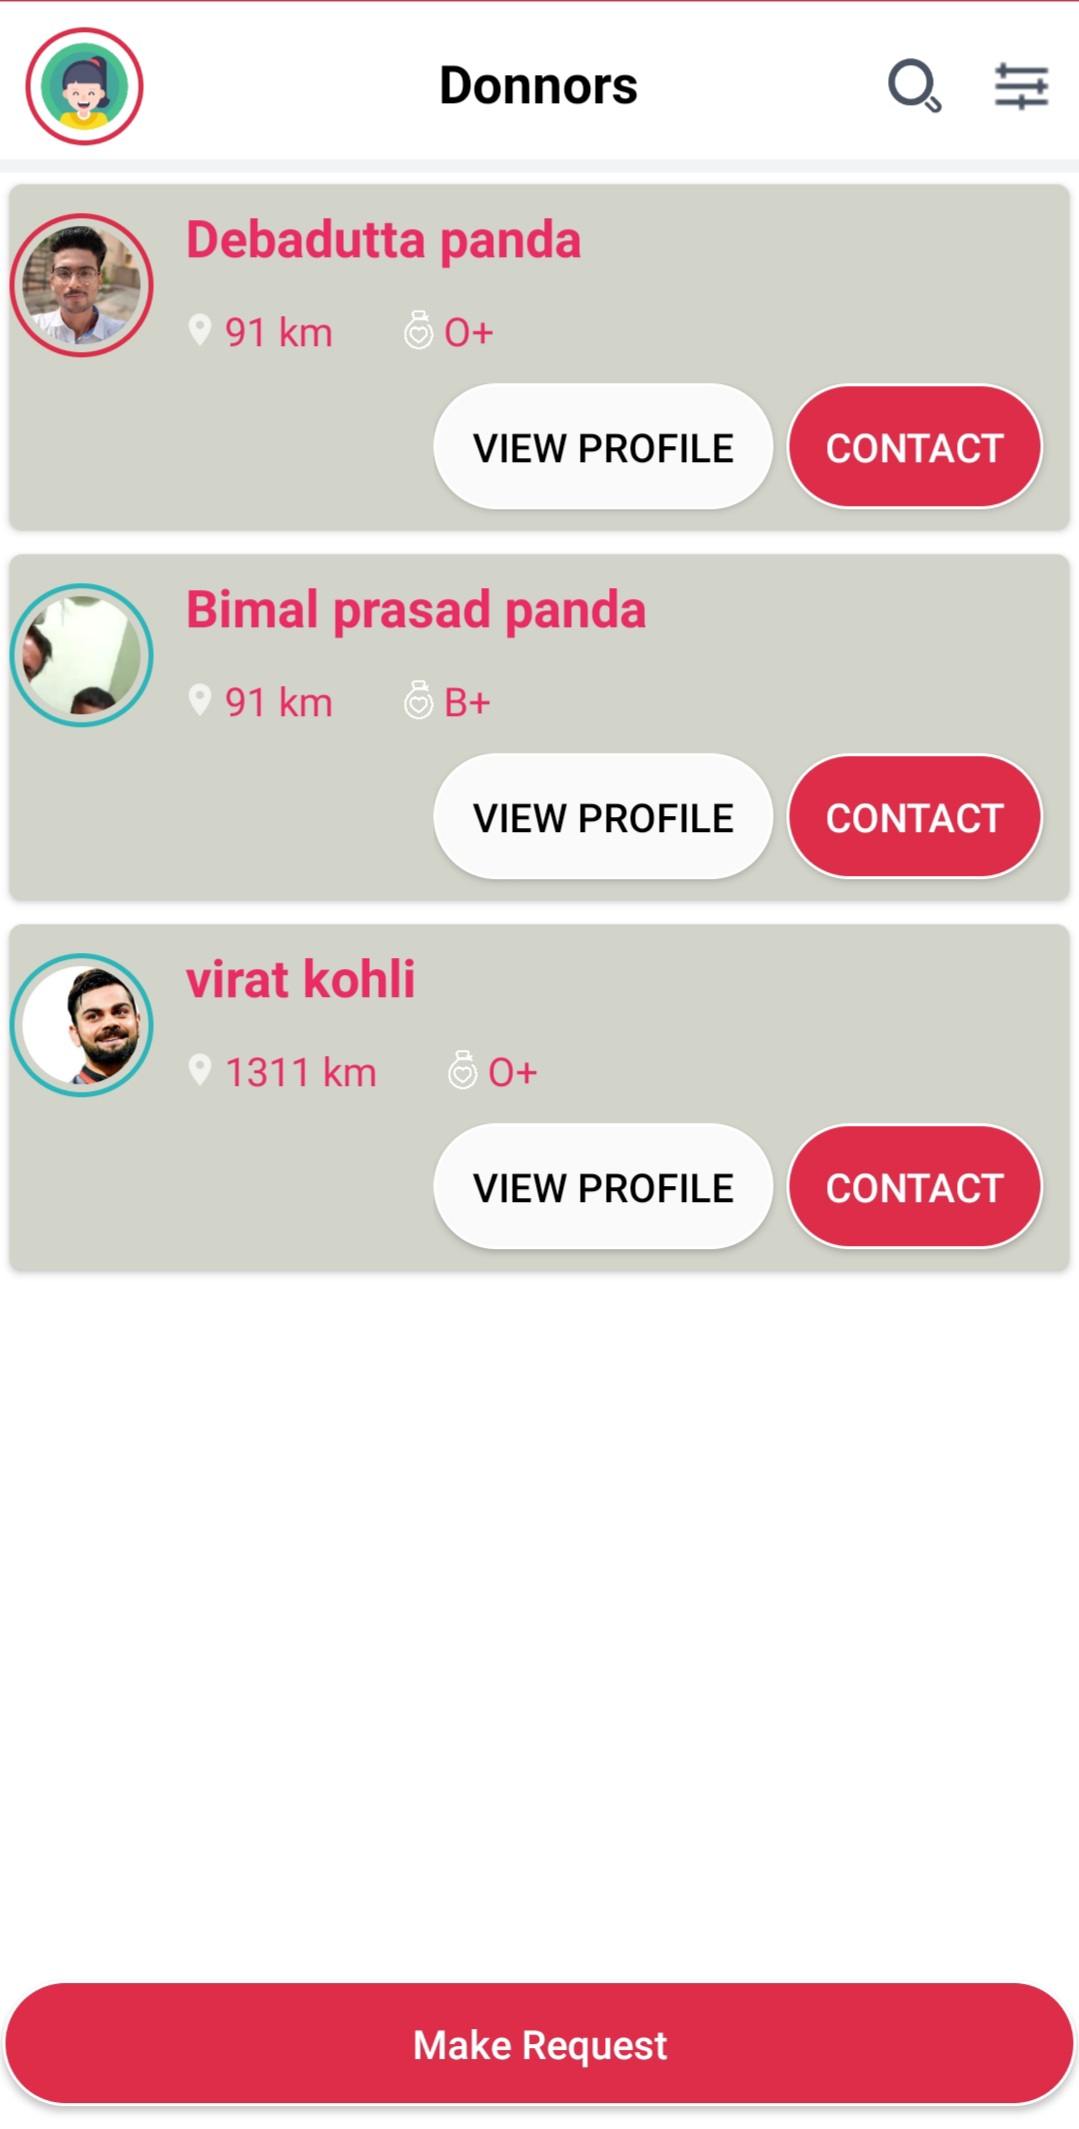 Donnors
Debadutta panda
91 km O+
VIEW PROFILE CONTACT
Bimal prasad panda
91 km B+
VIEW PROFILE CONTACT
virat kohli
1311 km O+
VIEW PROFILE CONTACT
Make Request